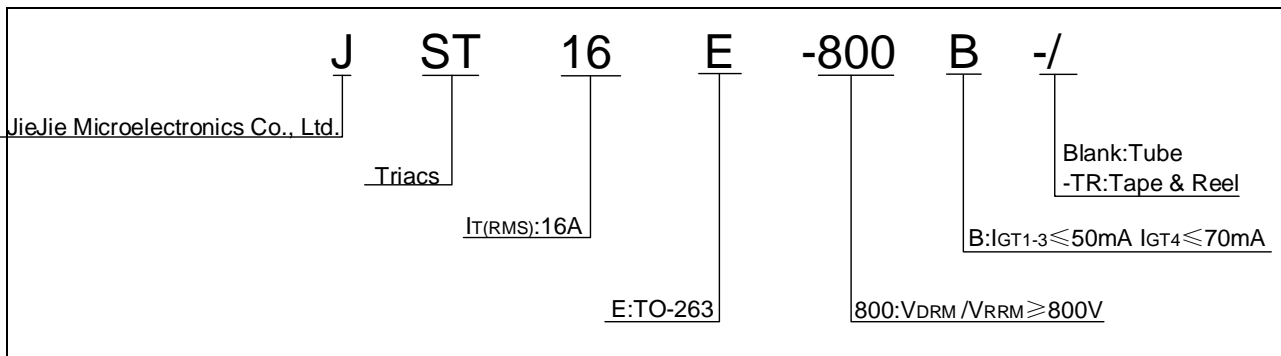 J ST 16 E -800 B -/
JieJie Microelectronics Co., Ltd.
Blank:Tube
-TR:Tape & Reel
Triacs
IT(RMS):16A
B:IGT1-3≤50mA IGT4≤70mA
E:TO-263
800:VDRM /VRRM≥800V